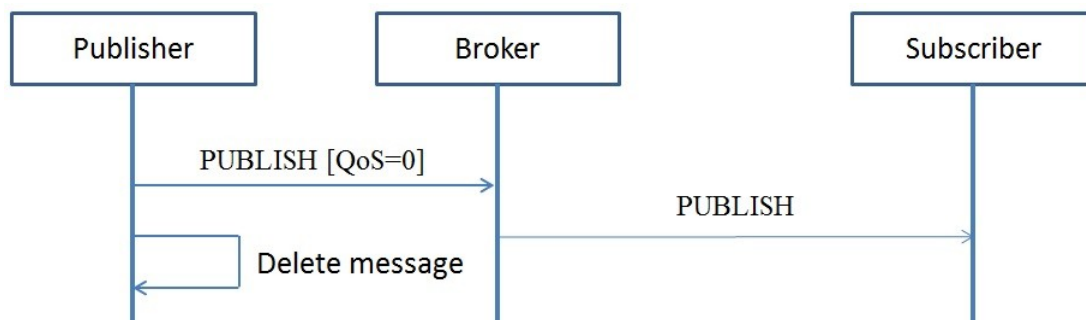 Publisher
Broker
Subscriber
PUBLISH [QoS=0]
PUBLISH
Delete message